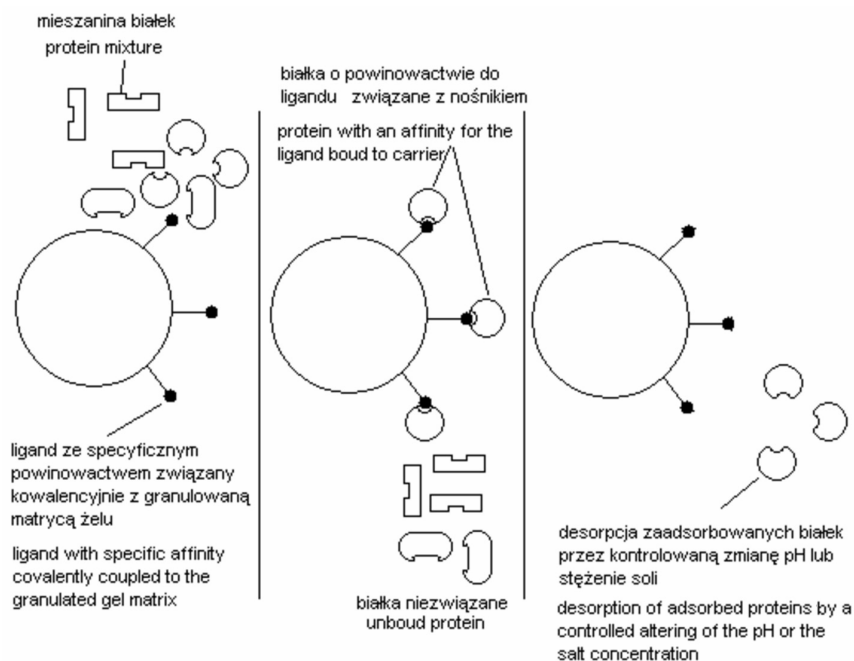 mieszanina białek
protein mixture
ligand ze specyficznym
powinowactwem związany
kowalencyjnie z granulowaną
matrycą żelu
ligand with specific affinity
covalently coupled to the
granulated gel matrix
białka o powinowactwie do
ligandu związane z nośnikiem
protein with an affinity for the
ligand boud to carrier
białka niezwiązane
unboud protein
desorpcja zaadsorbowanych białek
przez kontrolowaną zmianę pH lub
stężenie soli
desorption of adsorbed proteins by a
controlled altering of the pH or the
salt concentration